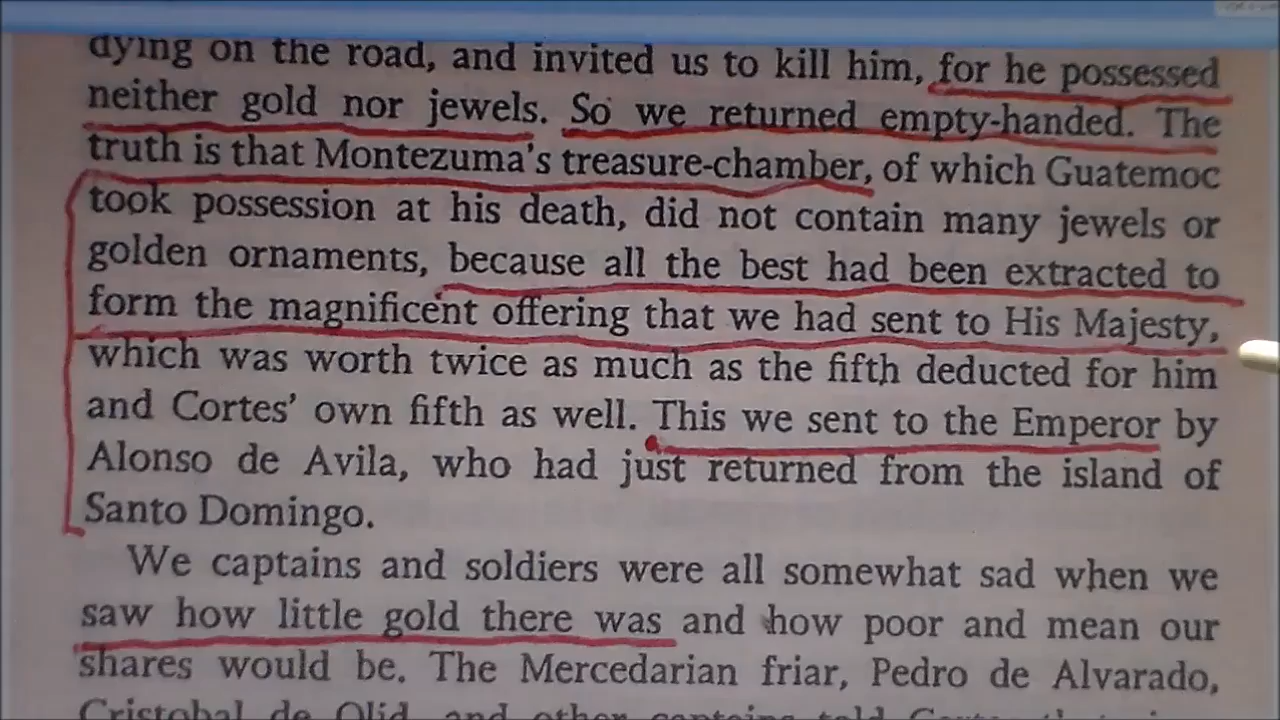 dying on the road, and invited us to kill him, for he possessed
neither gold nor jewels. So we returned empty-handed. The
truth is that Montezuma's treasure-chamber, of which Guatemoc
took possession at his death, did not contain many jewels or
golden ornaments, because all the best had been extracted to
form the magnificent offering that we had sent to His Majesty,
which was worth twice as much as the fifth deducted for him
and Cortes' own fifth as well. This we sent to the Emperor by
Alonso de Avila, who had just returned from the island of
Santo Domingo.
We captains and soldiers were all somewhat sad when we
saw how little gold there was and how poor and mean our
shares would be. The Mercedarian friar, Pedro de Alvarado,
Cristobal de Olid, and other captains told